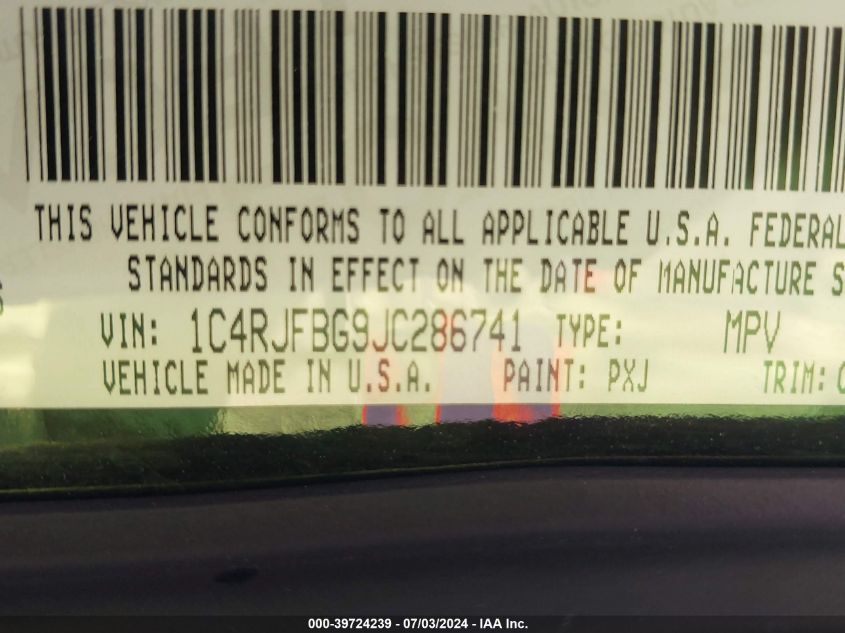 THIS VEHICLE CONFORMS TO ALL APPLICABLE U.S.A. FEDERAL
STANDARDS IN EFFECT ON THE DATE OF MANUFACTURE S
VIN: 1C4RJFBG9JC286741 TYPE: MPV
VEHICLE MADE IN U.S.A. PAINT: PXJ TRIM:
000-39724239 - 07/03/2024 - IAA Inc.